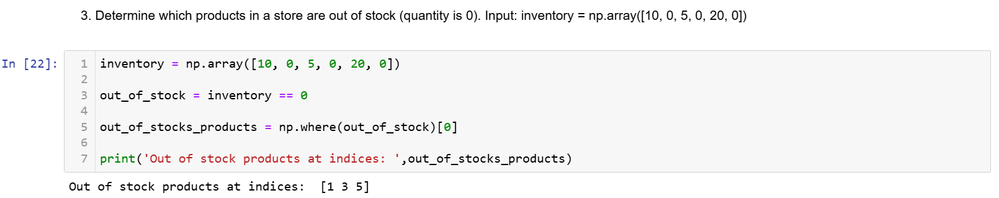 3. Determine which products in a store are out of stock (quantity is 0). Input: inventory = np.array([10, 0, 5, 0, 20, 0])
In [22]:
1 inventory = np.array([10, 0, 5, 0, 20, 0])
2
3 out_of_stock = inventory == 0
4
5 out_of_stocks_products = np.where(out_of_stock)[0]
6
7 print('Out of stock products at indices: ',out_of_stocks_products)
Out of stock products at indices:  [1 3 5]